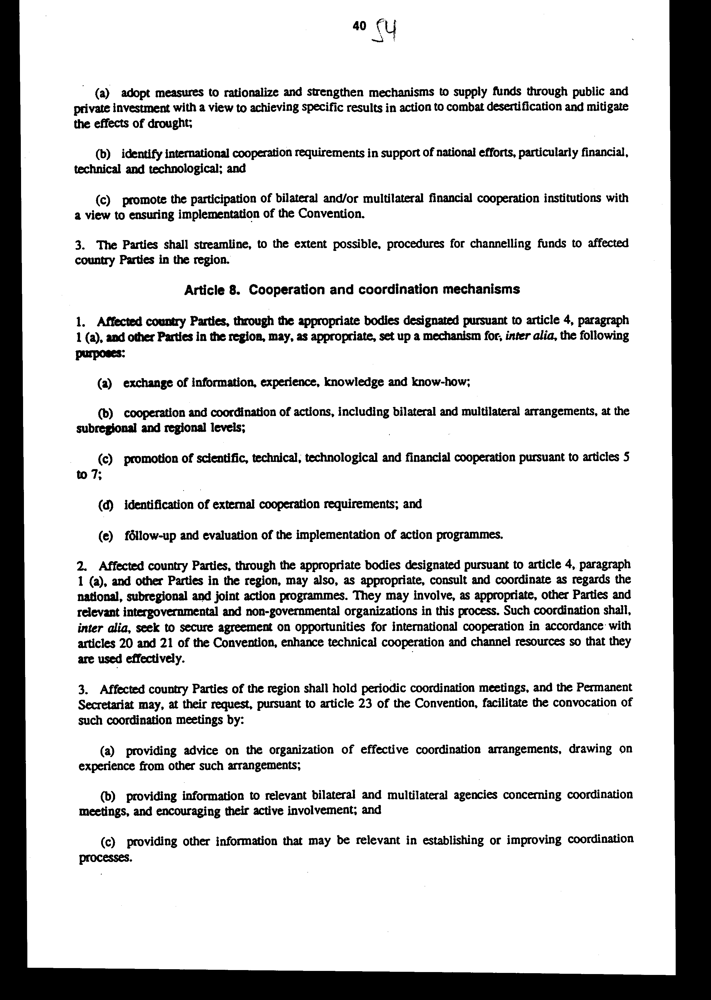 40 54
(a) adopt measures to rationalize and strengthen mechanisms to supply funds through public and
private investment with a view to achieving specific results in action to combat desertification and mitigate
the effects of drought;
(b) identify international cooperation requirements in support of national efforts, particularly financial,
technical and technological; and
(c) promote the participation of bilateral and/or multilateral financial cooperation institutions with
a view to ensuring implementation of the Convention.
3. The Parties shall streamline, to the extent possible, procedures for channelling funds to affected
country Parties in the region.
Article 8. Cooperation and coordination mechanisms
1. Affected country Parties, through the appropriate bodies designated pursuant to article 4, paragraph
1 (a), and other Parties in the region, may, as appropriate, set up a mechanism for, inter alia, the following
purposes:
(a) exchange of information, experience, knowledge and know-how;
(b) cooperation and coordination of actions, including bilateral and multilateral arrangements, at the
subregional and regional levels;
(c) promotion of scientific, technical, technological and financial cooperation pursuant to articles 5
to 7;
(d) identification of external cooperation requirements; and
(e) follow-up and evaluation of the implementation of action programmes.
2. Affected country Parties, through the appropriate bodies designated pursuant to article 4, paragraph
1 (a), and other Parties in the region, may also, as appropriate, consult and coordinate as regards the
national, subregional and joint action programmes. They may involve, as appropriate, other Parties and
relevant intergovernmental and non-governmental organizations in this process. Such coordination shall,
inter alia, seek to secure agreement on opportunities for international cooperation in accordance with
articles 20 and 21 of the Convention, enhance technical cooperation and channel resources so that they
are used effectively.
3. Affected country Parties of the region shall hold periodic coordination meetings, and the Permanent
Secretariat may, at their request, pursuant to article 23 of the Convention, facilitate the convocation of
such coordination meetings by:
(a) providing advice on the organization of effective coordination arrangements, drawing on
experience from other such arrangements;
(b) providing information to relevant bilateral and multilateral agencies concerning coordination
meetings, and encouraging their active involvement; and
(c) providing other information that may be relevant in establishing or improving coordination
processes.